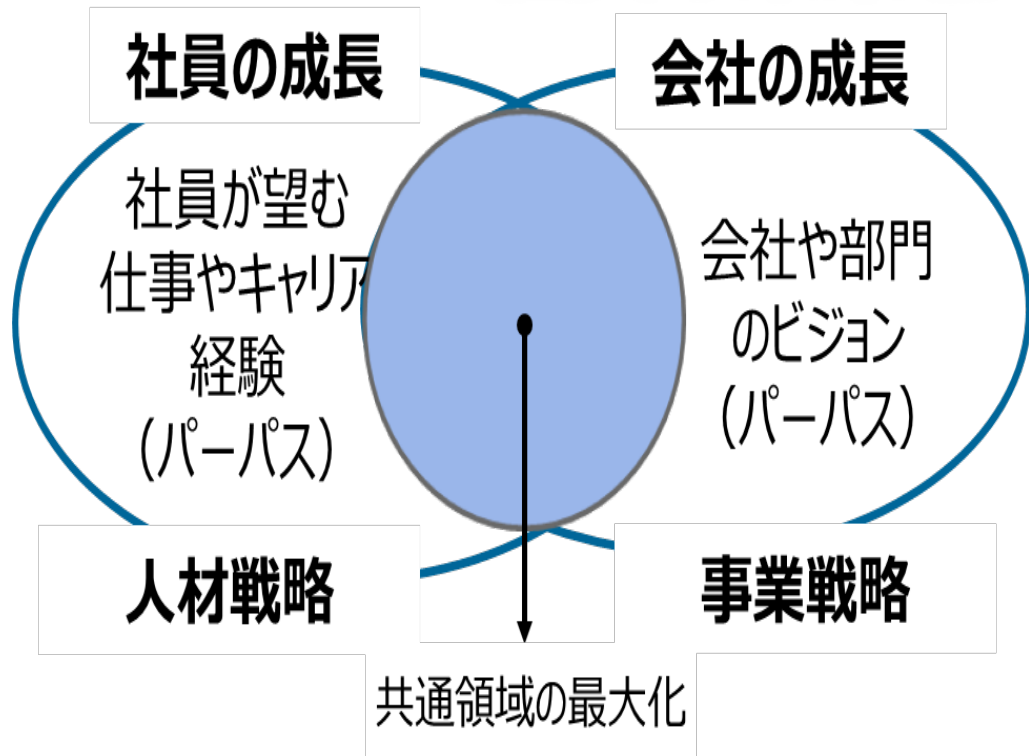 社員の成長
会社の成長
社員が望む
仕事やキャリア
経験
（パーパス）
会社や部門
のビジョン
（パーパス）
人材戦略
事業戦略
共通領域の最大化